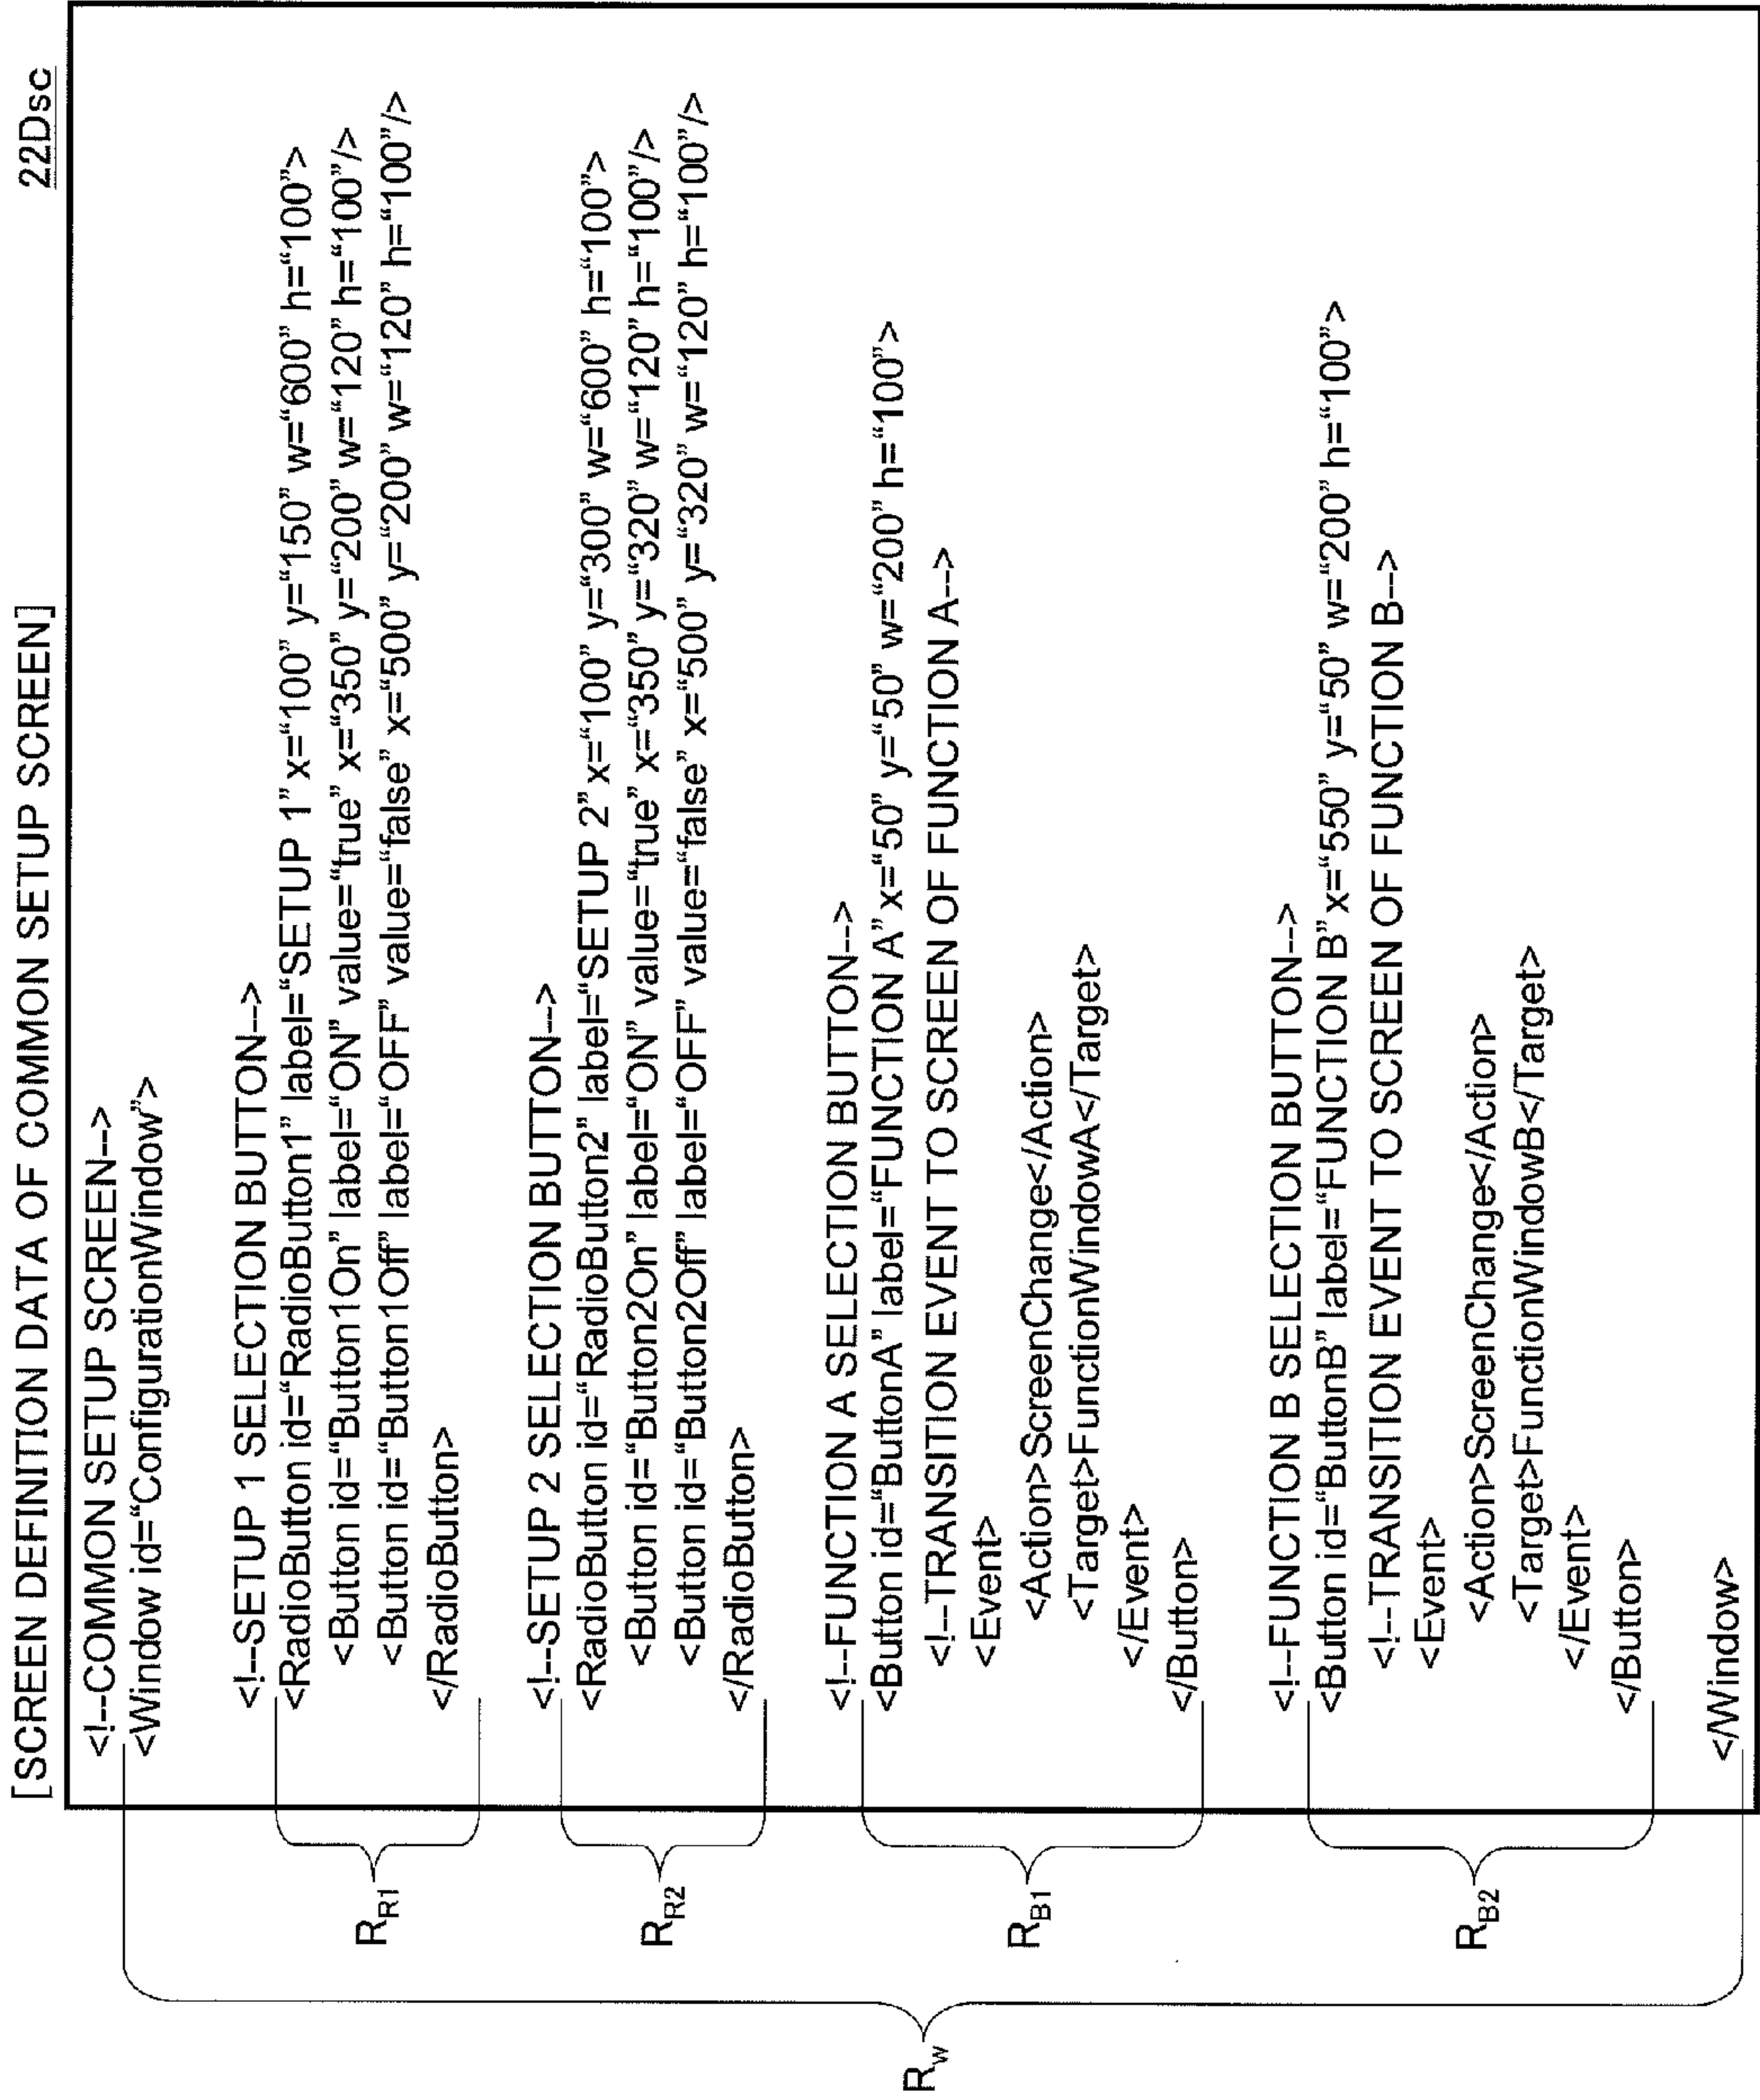 [SCREEN DEFINITION DATA OF COMMON SETUP SCREEN]
22Dsc
<!--COMMON SETUP SCREEN-->
<Window id=“ConfigurationWindow”>
<!--SETUP 1 SELECTION BUTTON-->
<RadioButton id=“RadioButton1” label=“SETUP 1” x=“100” y=“150” w=“600” h=“100”>
<Button id=“Button1On” label=“ON” value=“true” x=“350” y=“200” w=“120” h=“100”/>
<Button id=“Button1Off” label=“OFF” value=“false” x=“500” y=“200” w=“120” h=“100”/>
</RadioButton>
<!--SETUP 2 SELECTION BUTTON-->
<RadioButton id=“RadioButton2” label=“SETUP 2” x=“100” y=“300” w=“600” h=“100”>
<Button id=“Button2On” label=“ON” value=“true” x=“350” y=“320” w=“120” h=“100”/>
<Button id=“Button2Off” label=“OFF” value=“false” x=“500” y=“320” w=“120” h=“100”/>
</RadioButton>
<!--FUNCTION A SELECTION BUTTON-->
<Button id=“ButtonA” label=“FUNCTION A” x=“50” y=“50” w=“200” h=“100”>
<!--TRANSITION EVENT TO SCREEN OF FUNCTION A-->
<Event>
<Action>ScreenChange</Action>
<Target>FunctionWindowA</Target>
</Event>
</Button>
<!--FUNCTION B SELECTION BUTTON-->
<Button id=“ButtonB” label=“FUNCTION B” x=“550” y=“50” w=“200” h=“100”>
<!--TRANSITION EVENT TO SCREEN OF FUNCTION B-->
<Event>
<Action>ScreenChange</Action>
<Target>FunctionWindowB</Target>
</Event>
</Button>
</Window>
RR1
RR2
RB1
RB2
Rw